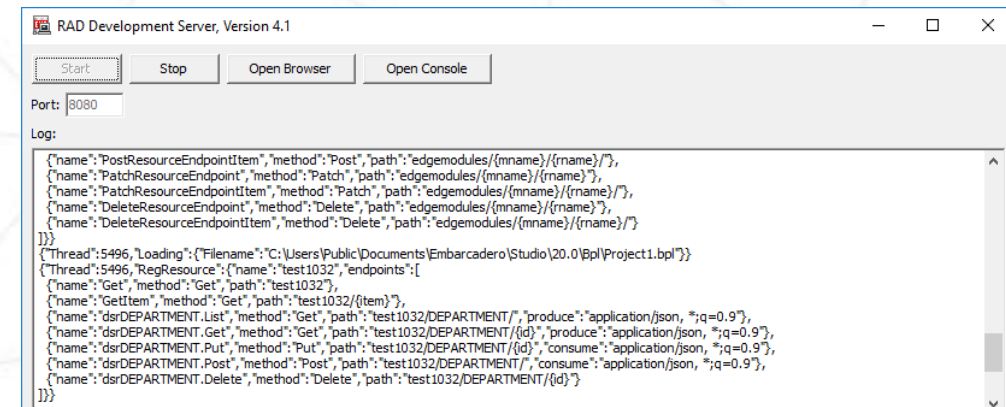 RAD Development Server, Version 4.1
Start Stop Open Browser Open Console
Port: 8080
Log:
{"name":"PostResourceEndpointItem","method":"Post","path":"edgemodules/{mname}/{rname}/"},
{"name":"PatchResourceEndpoint","method":"Patch","path":"edgemodules/{mname}/{rname}"},
{"name":"PatchResourceEndpointItem","method":"Patch","path":"edgemodules/{mname}/{rname}/"},
{"name":"DeleteResourceEndpoint","method":"Delete","path":"edgemodules/{mname}/{rname}"},
{"name":"DeleteResourceEndpointItem","method":"Delete","path":"edgemodules/{mname}/{rname}/"}
]}}
{"Thread":5496,"Loading":{"Filename":"C:\Users\Public\Documents\Embarcadero\Studio\20.0\Bpl\Project1.bpl"}}
{"Thread":5496,"RegResource":{"name":"test1032","endpoints":[
{"name":"Get","method":"Get","path":"test1032"},
{"name":"GetItem","method":"Get","path":"test1032/{item}"},
{"name":"dsrDEPARTMENT.List","method":"Get","path":"test1032/DEPARTMENT/","produce":"application/json, *;q=0.9"},
{"name":"dsrDEPARTMENT.Get","method":"Get","path":"test1032/DEPARTMENT/{id}","produce":"application/json, *;q=0.9"},
{"name":"dsrDEPARTMENT.Put","method":"Put","path":"test1032/DEPARTMENT/{id}","consume":"application/json, *;q=0.9"},
{"name":"dsrDEPARTMENT.Post","method":"Post","path":"test1032/DEPARTMENT/","consume":"application/json, *;q=0.9"},
{"name":"dsrDEPARTMENT.Delete","method":"Delete","path":"test1032/DEPARTMENT/{id}"}
]}}